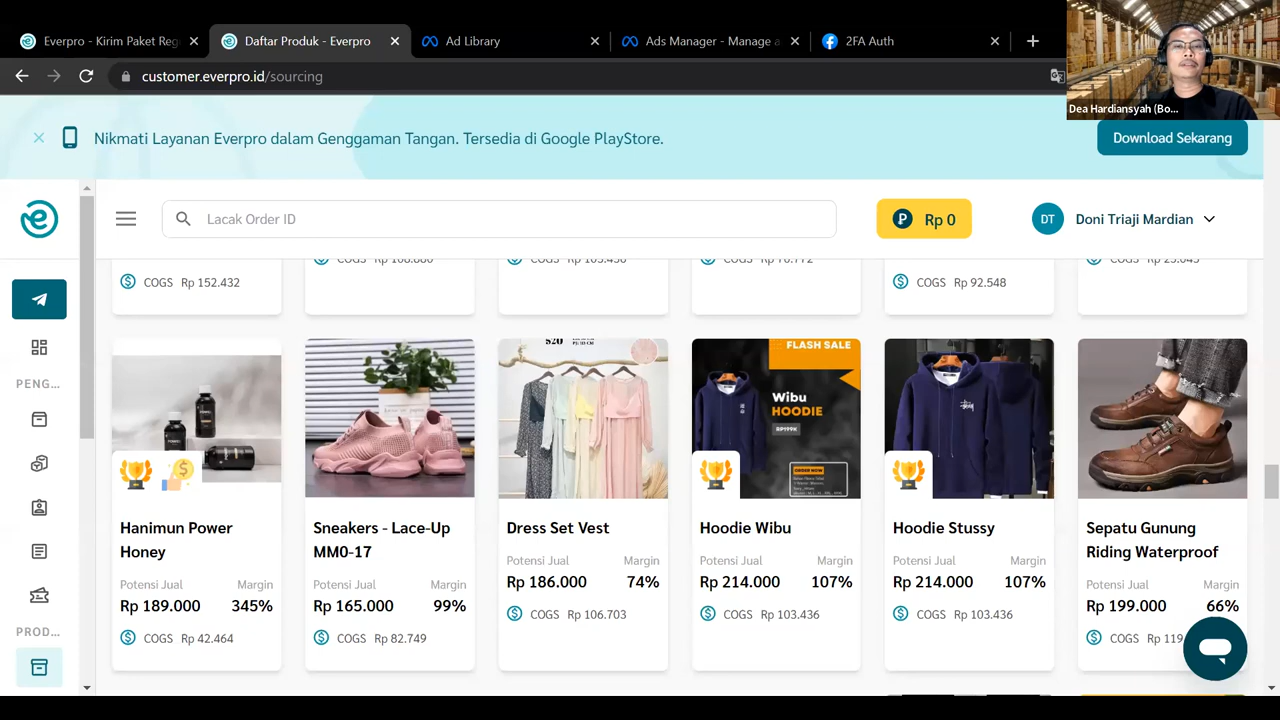 Everpro - Kirim Paket Reg
Daftar Produk - Everpro
Ad Library
Ads Manager - Manage a
2FA Auth
customer.everpro.id/sourcing
Dea Hardiansyah (Bo...
Nikmati Layanan Everpro dalam Genggaman Tangan. Tersedia di Google PlayStore.
Download Sekarang
Lacak Order ID
Rp 0
DT
Doni Triaji Mardian
COGS Rp 152.432
COGS Rp 92.548
PENG...
PROD...
Hanimun Power
Honey
Potensi Jual Margin
Rp 189.000 345%
COGS Rp 42.464
Sneakers - Lace-Up
MM0-17
Potensi Jual Margin
Rp 165.000 99%
COGS Rp 82.749
$20
Dress Set Vest
Potensi Jual Margin
Rp 186.000 74%
COGS Rp 106.703
FLASH SALE
Wibu
HOODIE
RP199K
ORDER NOW
Hoodie Wibu
Potensi Jual Margin
Rp 214.000 107%
COGS Rp 103.436
Hoodie Stussy
Potensi Jual Margin
Rp 214.000 107%
COGS Rp 103.436
Sepatu Gunung
Riding Waterproof
Potensi Jual Margin
Rp 199.000 66%
COGS Rp 119